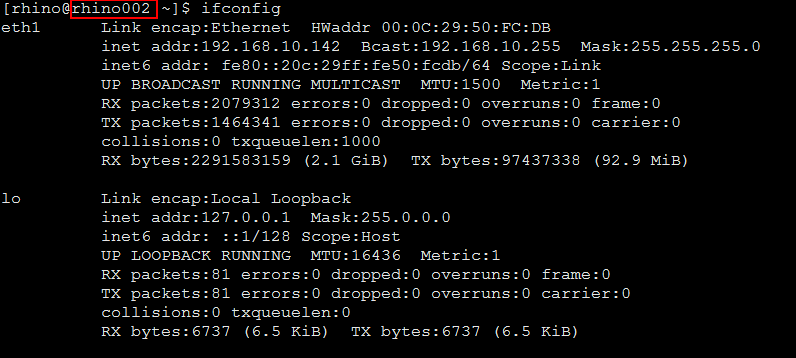 [rhino@rhino002 ~]$ ifconfig
eth1      Link encap:Ethernet  HWaddr 00:0C:29:50:FC:DB
          inet addr:192.168.10.142  Bcast:192.168.10.255  Mask:255.255.255.0
          inet6 addr: fe80::20c:29ff:fe50:fcdb/64 Scope:Link
          UP BROADCAST RUNNING MULTICAST  MTU:1500  Metric:1
          RX packets:2079312 errors:0 dropped:0 overruns:0 frame:0
          TX packets:1464341 errors:0 dropped:0 overruns:0 carrier:0
          collisions:0 txqueuelen:1000
          RX bytes:2291583159 (2.1 GiB)  TX bytes:97437338 (92.9 MiB)

lo        Link encap:Local Loopback
          inet addr:127.0.0.1  Mask:255.0.0.0
          inet6 addr: ::1/128 Scope:Host
          UP LOOPBACK RUNNING  MTU:16436  Metric:1
          RX packets:81 errors:0 dropped:0 overruns:0 frame:0
          TX packets:81 errors:0 dropped:0 overruns:0 carrier:0
          collisions:0 txqueuelen:0
          RX bytes:6737 (6.5 KiB)  TX bytes:6737 (6.5 KiB)